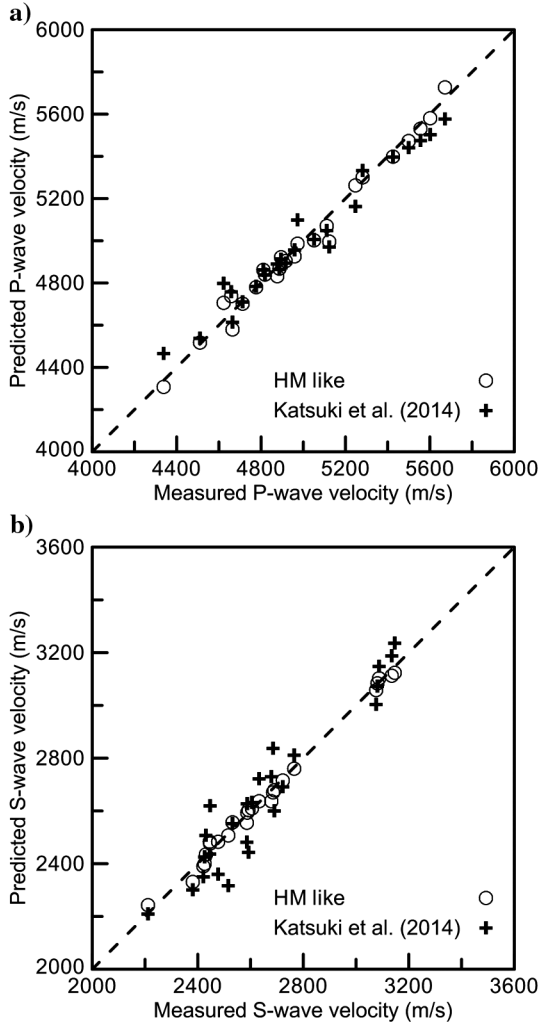 a)
6000
5600
5200
4800
4400
4000
Predicted P-wave velocity (m/s)
HM like
Katsuki et al. (2014)
4000 4400 4800 5200 5600 6000
Measured P-wave velocity (m/s)
b)
3600
3200
2800
2400
2000
Predicted S-wave velocity (m/s)
HM like
Katsuki et al. (2014)
2000 2400 2800 3200 3600
Measured S-wave velocity (m/s)